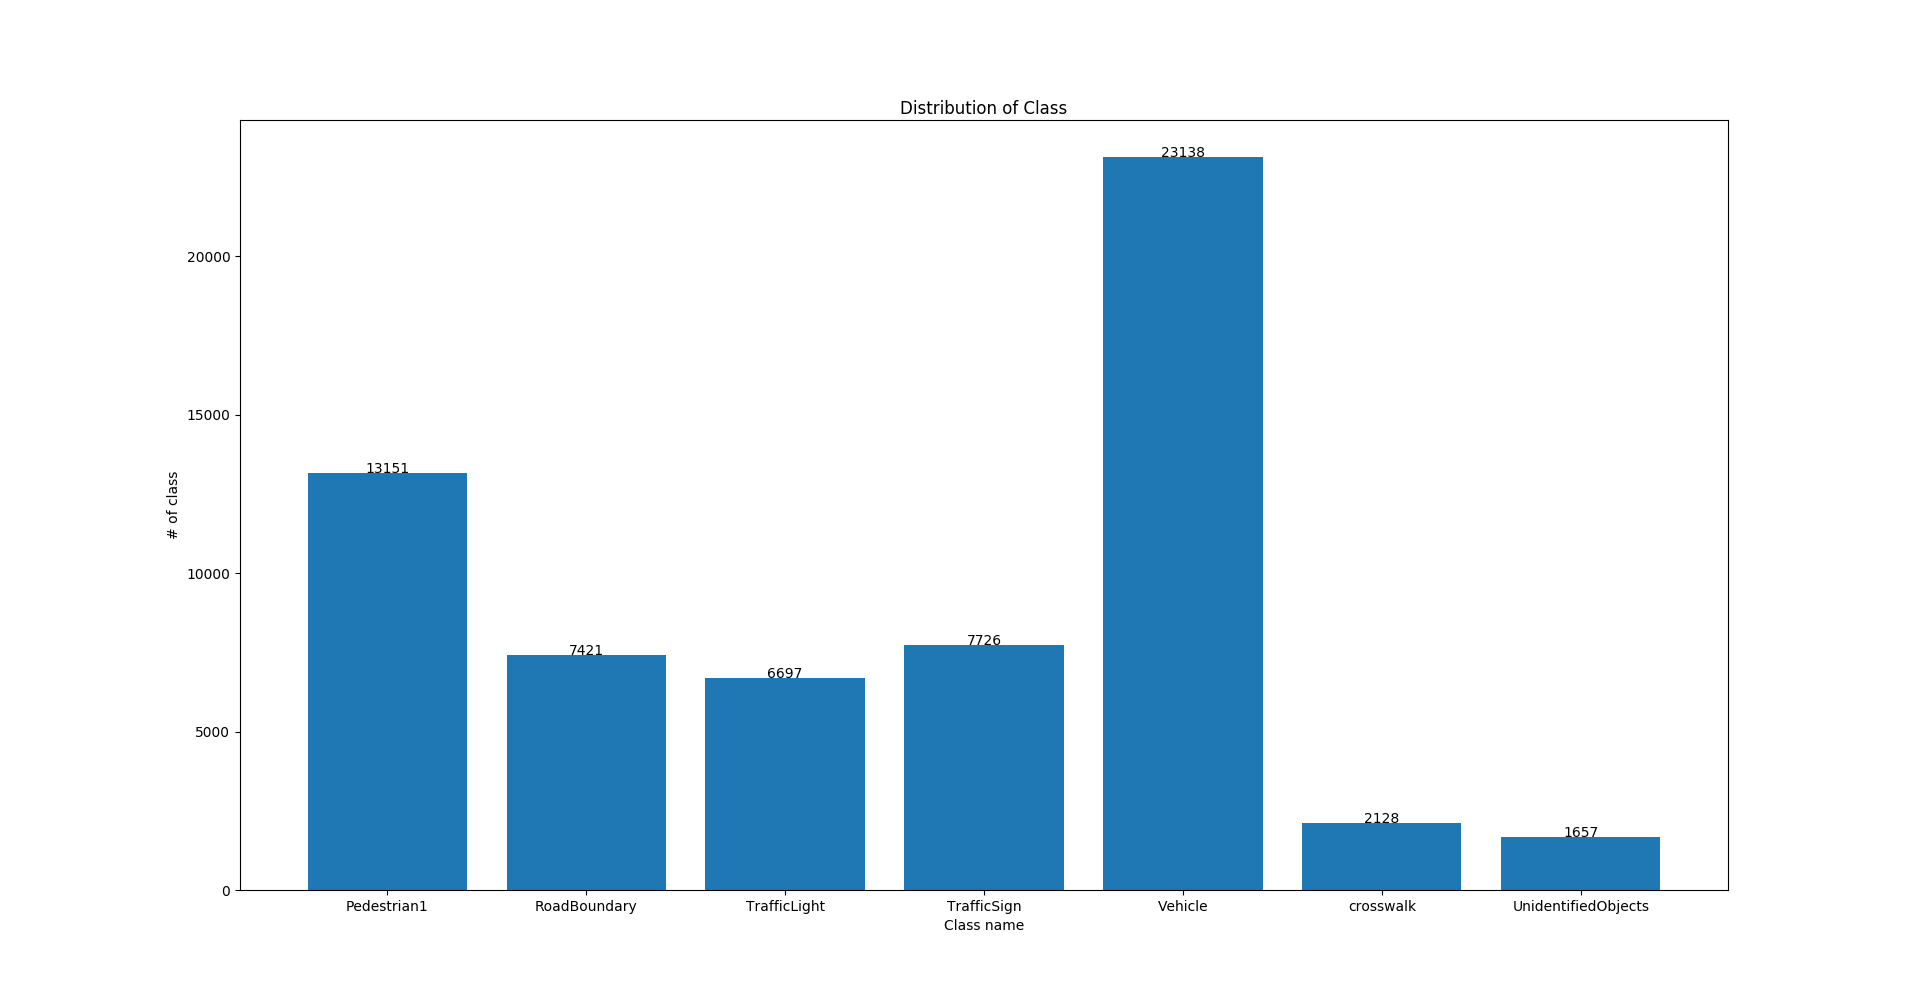 Distribution of Class
# of class
20000
15000
10000
5000
0
13151
7421
6697
7726
23138
2128
1657
Pedestrian1
RoadBoundary
TrafficLight
TrafficSign
Vehicle
crosswalk
UnidentifiedObjects
Class name